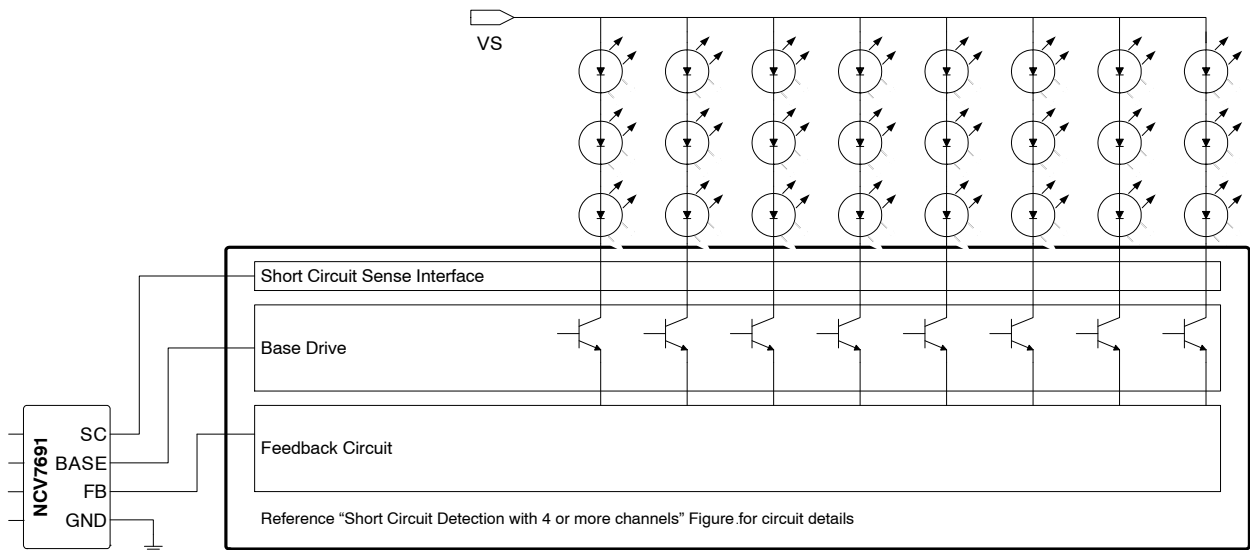 VS
Short Circuit Sense Interface
Base Drive
Feedback Circuit
NCV7691
SC
BASE
FB
GND
Reference “Short Circuit Detection with 4 or more channels” Figure.for circuit details